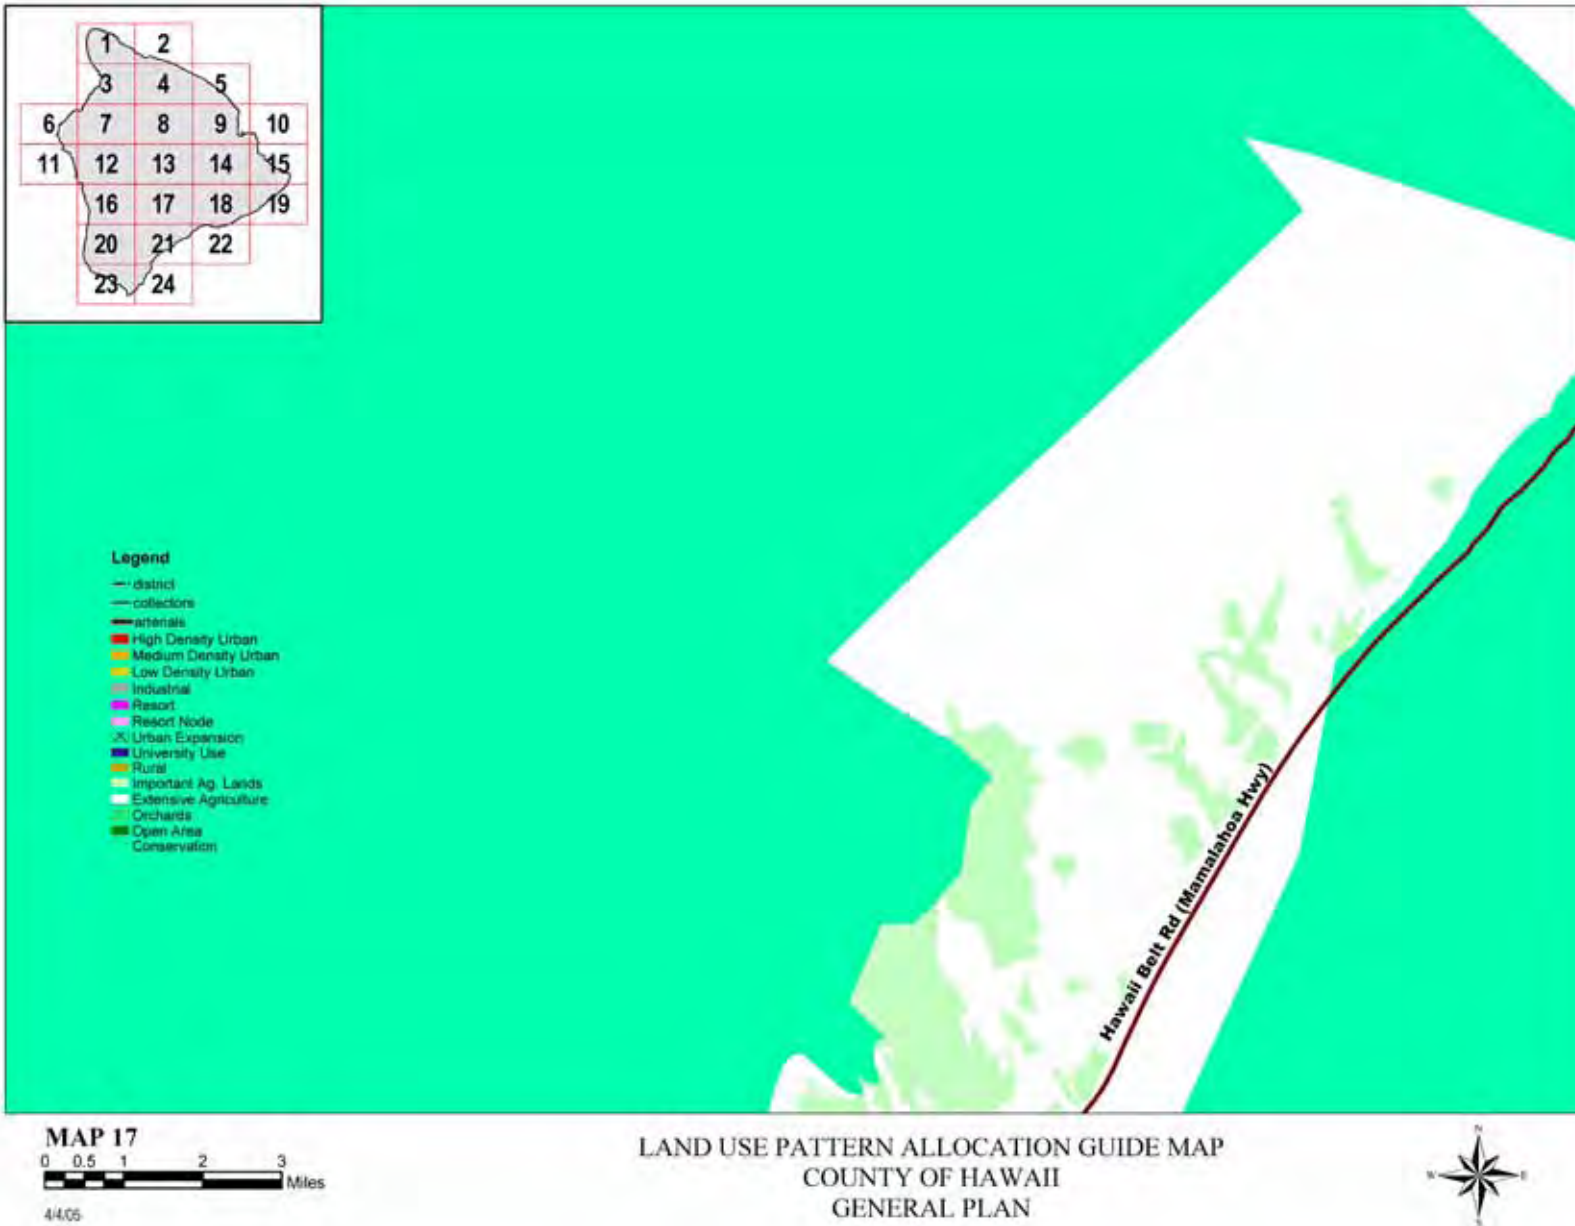 1 2
3 4 5
6 7 8 9 10
11 12 13 14 15
16 17 18 19
20 21 22
23 24
Legend
district
collectors
arterials
High Density Urban
Medium Density Urban
Low Density Urban
Industrial
Resort
Resort Node
Urban Expansion
University Use
Rural
Important Ag. Lands
Extensive Agriculture
Orchards
Open Area
Conservation
Hawaii Belt Rd (Mamalahoa Hwy)
MAP 17
0 0.5 1 2 3
Miles
4/4/05
LAND USE PATTERN ALLOCATION GUIDE MAP
COUNTY OF HAWAII
GENERAL PLAN
N
W E
S